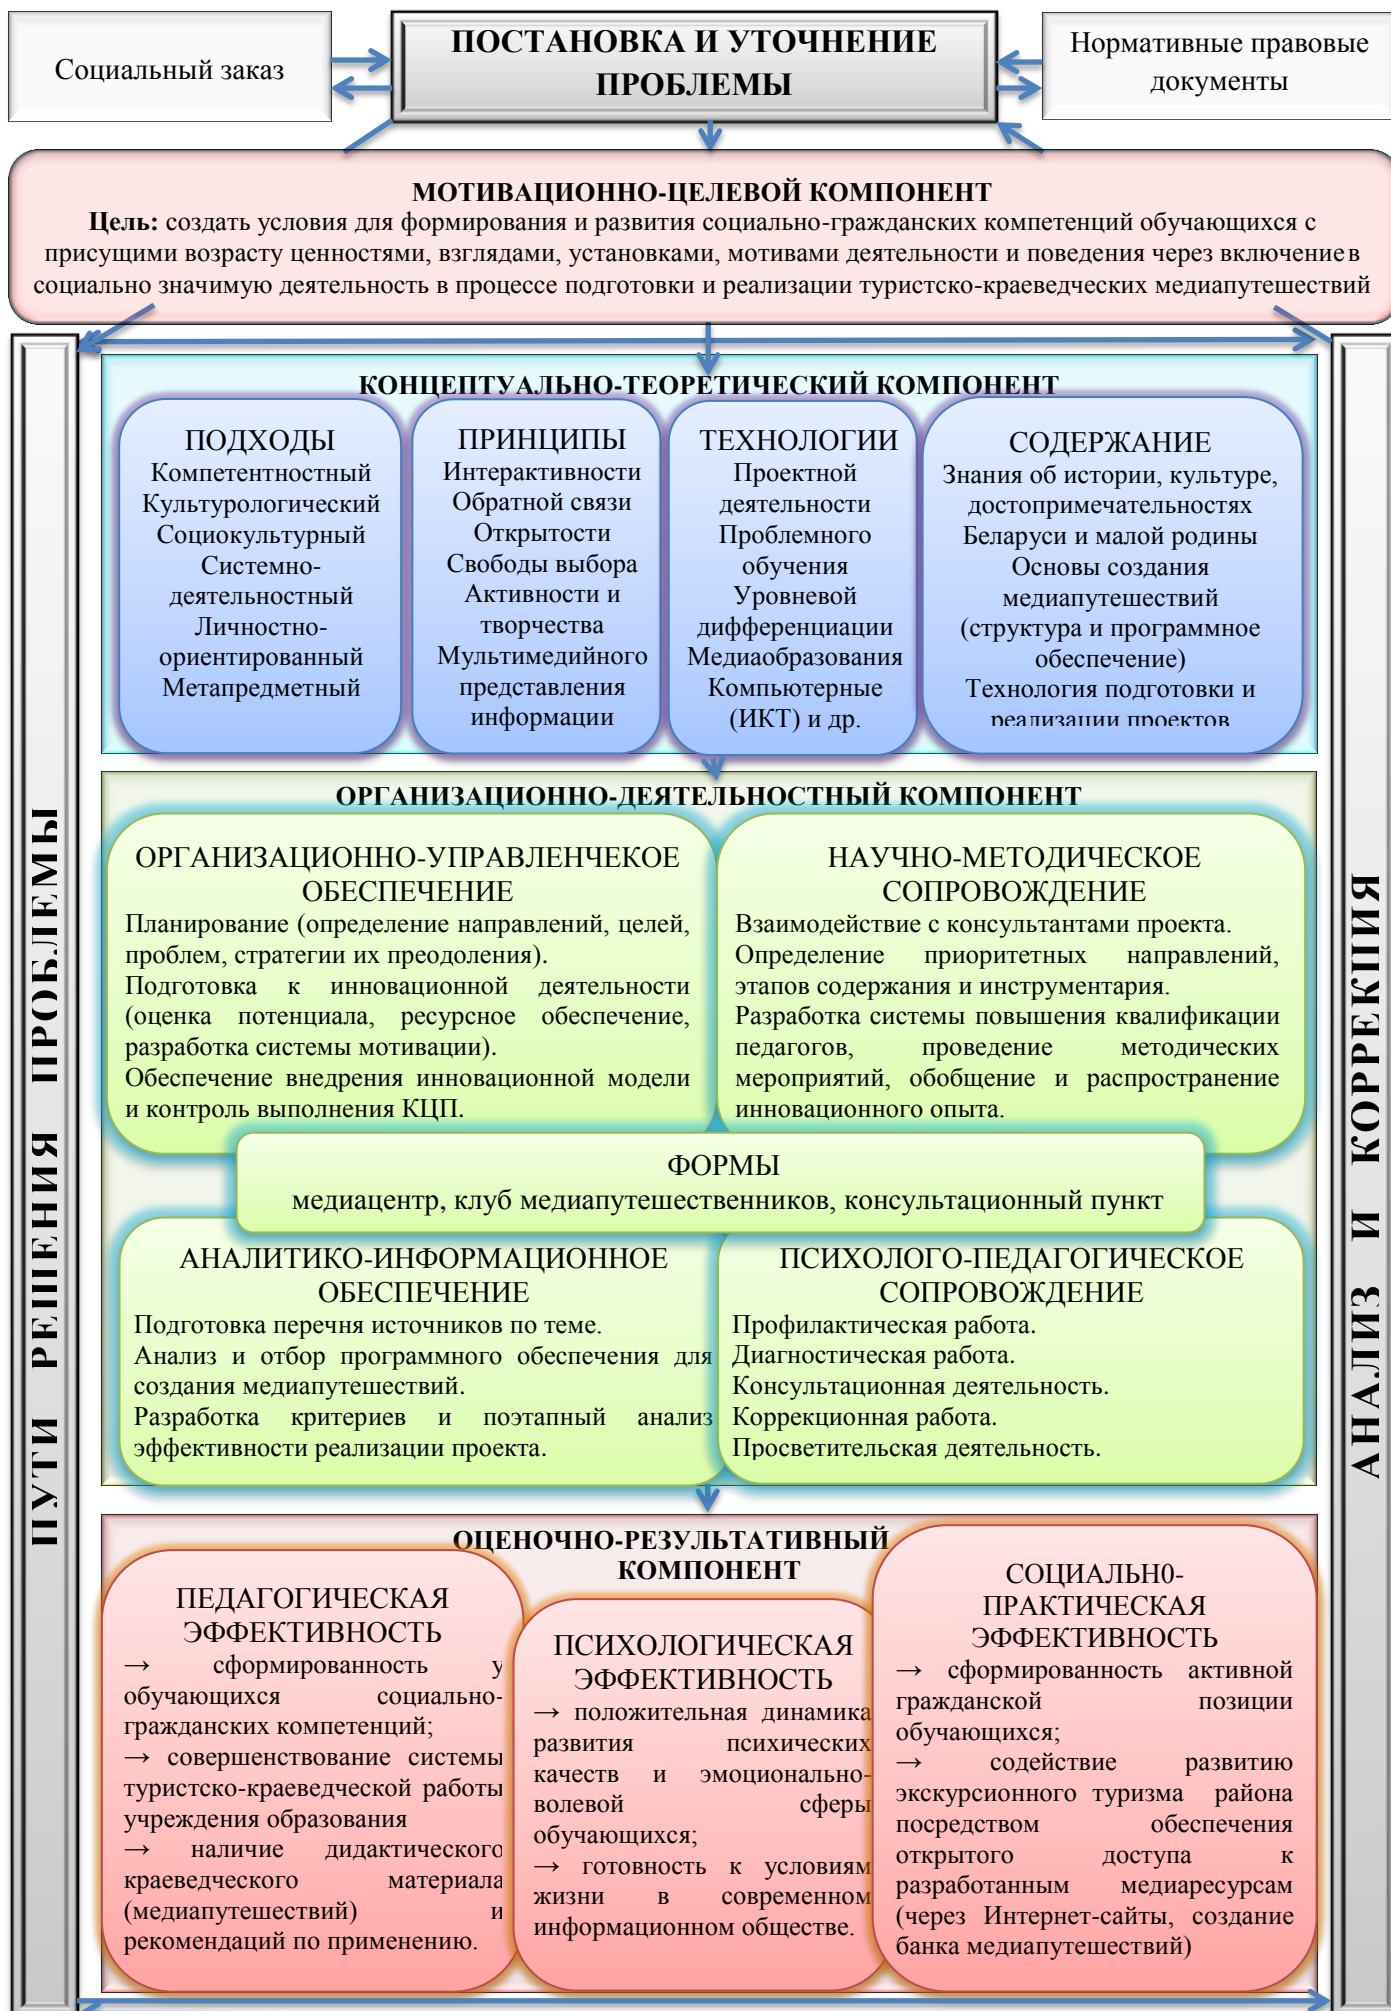 Социальный заказ
ПОСТАНОВКА И УТОЧНЕНИЕ
ПРОБЛЕМЫ
Нормативные правовые
документы
МОТИВАЦИОННО-ЦЕЛЕВОЙ КОМПОНЕНТ
Цель: создать условия для формирования и развития социально-гражданских компетенций обучающихся с
присущими возрасту ценностями, взглядами, установками, мотивами деятельности и поведения через включение в
социально значимую деятельность в процессе подготовки и реализации туристско-краеведческих медиапутешествий
ПУТИ РЕШЕНИЯ ПРОБЛЕМЫ
КОНЦЕПТУАЛЬНО-ТЕОРЕТИЧЕСКИЙ КОМПОНЕНТ
ПОДХОДЫ
Компетентностный
Культурологический
Социокультурный
Системно-
деятельностный
Личностно-
ориентированный
Метапредметный
ПРИНЦИПЫ
Интерактивности
Обратной связи
Открытости
Свободы выбора
Активности и
творчества
Мультимедийного
представления
информации
ТЕХНОЛОГИИ
Проектной
деятельности
Проблемного
обучения
Уровневой
дифференциации
Медиаобразования
Компьютерные
(ИКТ) и др.
СОДЕРЖАНИЕ
Знания об истории, культуре,
достопримечательностях
Беларуси и малой родины
Основы создания
медиапутешествий
(структура и программное
обеспечение)
Технология подготовки и
реализации проектов
ОРГАНИЗАЦИОННО-ДЕЯТЕЛЬНОСТНЫЙ КОМПОНЕНТ
ОРГАНИЗАЦИОННО-УПРАВЛЕНЧЕКОЕ
ОБЕСПЕЧЕНИЕ
Планирование (определение направлений, целей,
проблем, стратегии их преодоления).
Подготовка к инновационной деятельности
(оценка потенциала, ресурсное обеспечение,
разработка системы мотивации).
Обеспечение внедрения инновационной модели
и контроль выполнения КЦП.
НАУЧНО-МЕТОДИЧЕСКОЕ
СОПРОВОЖДЕНИЕ
Взаимодействие с консультантами проекта.
Определение приоритетных направлений,
этапов содержания и инструментария.
Разработка системы повышения квалификации
педагогов, проведение методических
мероприятий, обобщение и распространение
инновационного опыта.
ФОРМЫ
медиацентр, клуб медиапутешественников, консультационный пункт
АНАЛИТИКО-ИНФОРМАЦИОННОЕ
ОБЕСПЕЧЕНИЕ
Подготовка перечня источников по теме.
Анализ и отбор программного обеспечения для
создания медиапутешествий.
Разработка критериев и поэтапный анализ
эффективности реализации проекта.
ПСИХОЛОГО-ПЕДАГОГИЧЕСКОЕ
СОПРОВОЖДЕНИЕ
Профилактическая работа.
Диагностическая работа.
Консультационная деятельность.
Коррекционная работа.
Просветительская деятельность.
ОЦЕНОЧНО-РЕЗУЛЬТАТИВНЫЙ
КОМПОНЕНТ
ПЕДАГОГИЧЕСКАЯ
ЭФФЕКТИВНОСТЬ
→ сформированность у
обучающихся социально-
гражданских компетенций;
→ совершенствование системы
туристско-краеведческой работы
учреждения образования
→ наличие дидактического
краеведческого материала
(медиапутешествий) и
рекомендаций по применению.
ПСИХОЛОГИЧЕСКАЯ
ЭФФЕКТИВНОСТЬ
→ положительная динамика
развития психических
качеств и эмоционально-
волевой сферы
обучающихся;
→ готовность к условиям
жизни в современном
информационном обществе.
СОЦИАЛЬН0-
ПРАКТИЧЕСКАЯ
ЭФФЕКТИВНОСТЬ
→ сформированность активной
гражданской позиции
обучающихся;
→ содействие развитию
экскурсионного туризма района
посредством обеспечения
открытого доступа к
разработанным медиаресурсам
(через Интернет-сайты, создание
банка медиапутешествий)
АНАЛИЗ И КОРРЕКЦИЯ